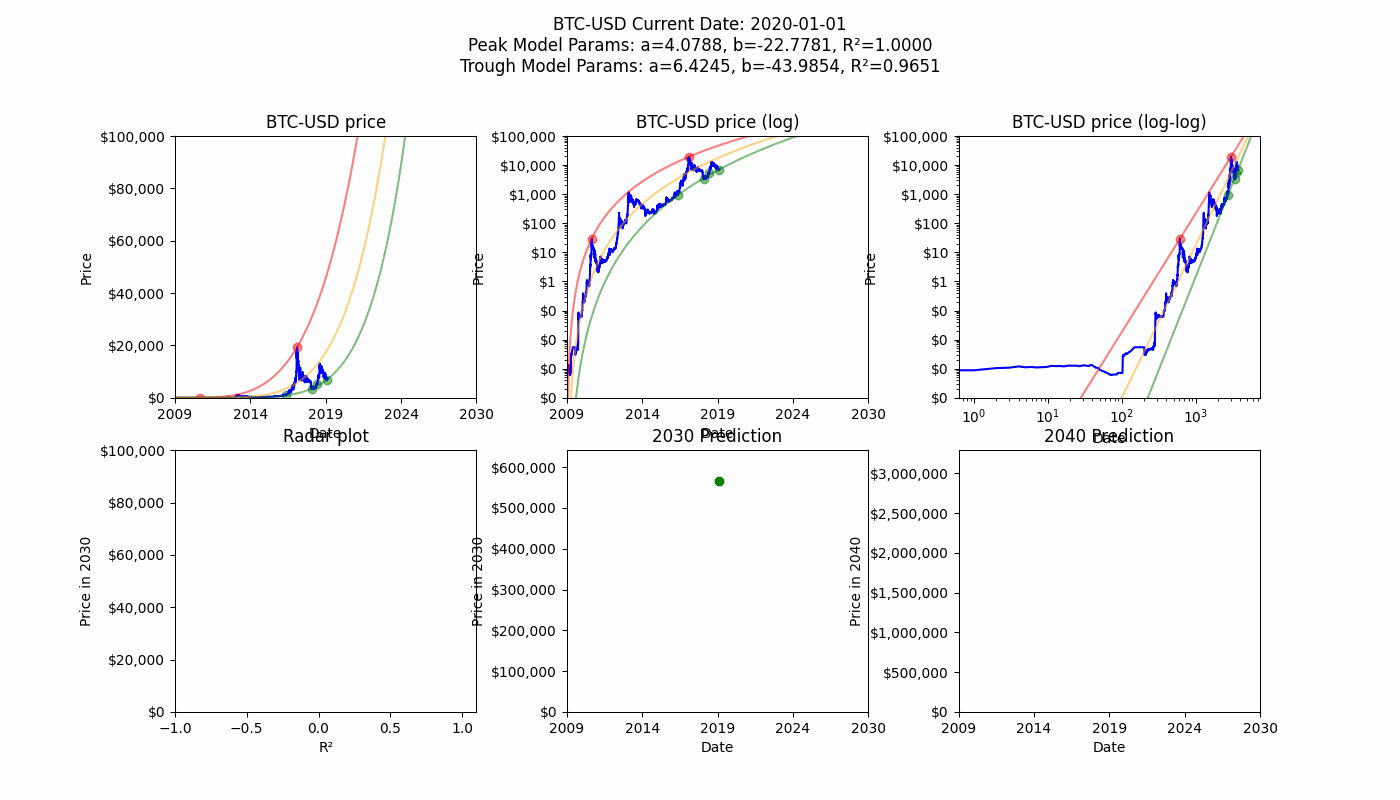 BTC-USD Current Date: 2020-01-01
Peak Model Params: a=4.0788, b=-22.7781, R²=1.0000
Trough Model Params: a=6.4245, b=-43.9854, R²=0.9651
BTC-USD price
$100,000
$80,000
$60,000
$40,000
$20,000
$0
Price
2009 2014 2019 2024 2030
Date
BTC-USD price (log)
$100,000
$10,000
$1,000
$100
$10
$1
$0
$0
$0
$0
Price
2009 2014 2019 2024 2030
Date
BTC-USD price (log-log)
$100,000
$10,000
$1,000
$100
$10
$1
$0
$0
$0
$0
Price
10⁰ 10¹ 10² 10³
Date
Radar plot
$100,000
$80,000
$60,000
$40,000
$20,000
$0
Price in 2030
−1.0 −0.5 0.0 0.5 1.0
R²
2030 Prediction
$600,000
$500,000
$400,000
$300,000
$200,000
$100,000
$0
Price in 2030
2009 2014 2019 2024 2030
Date
2040 Prediction
$3,000,000
$2,500,000
$2,000,000
$1,500,000
$1,000,000
$500,000
$0
Price in 2040
2009 2014 2019 2024 2030
Date